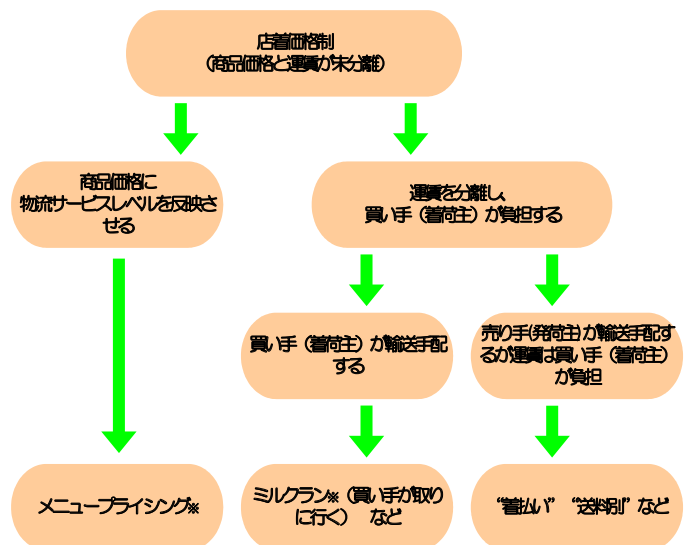 店着価格制
（商品価格と運賃が未分離）
商品価格に
物流サービスレベルを反映さ
せる
運賃を分離し、
買い手（着荷主）が負担する
買い手（着荷主）が輸送手配
する
売り手(発荷主)が輸送手配す
るが運賃は買い手（着荷主）
が負担
メニュープライシング※
ミルクラン※（買い手が取り
に行く）　など
“着払い”“送料別”など